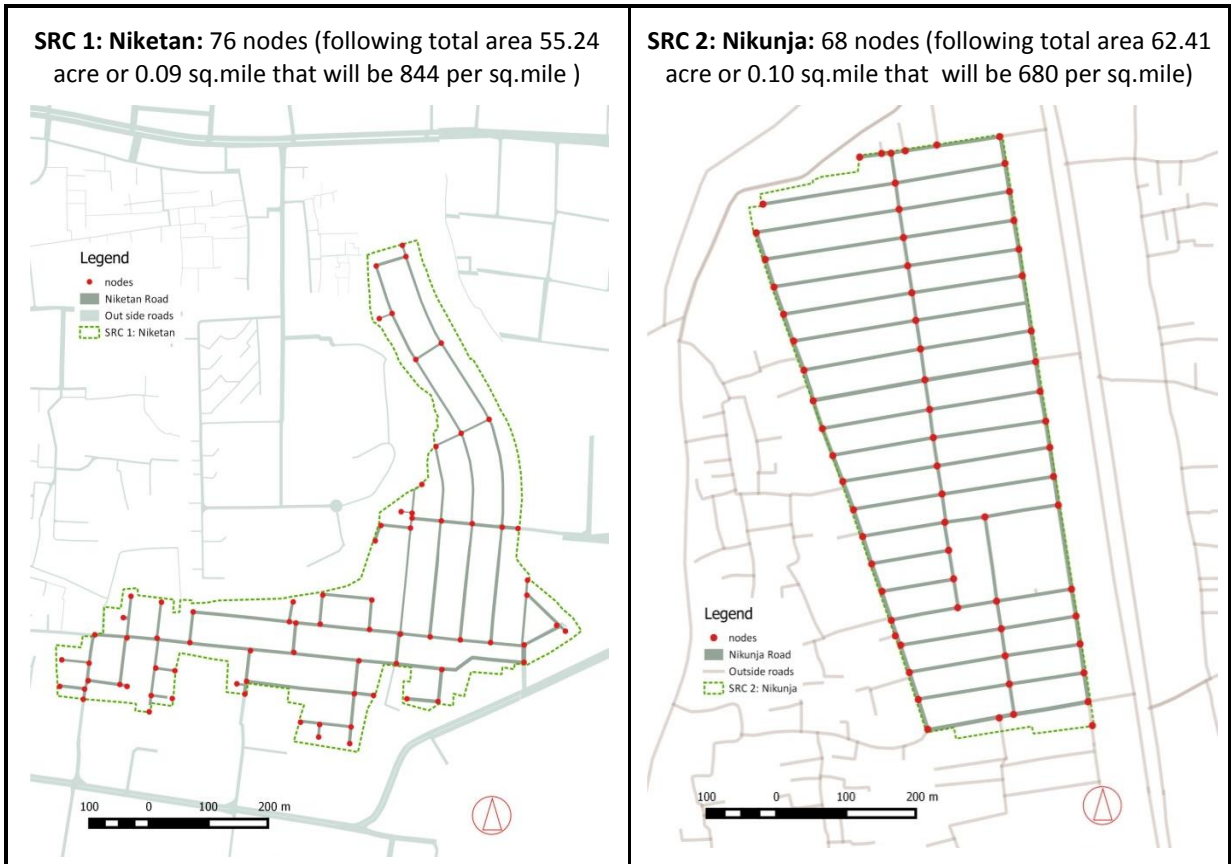 SRC 1: Niketan: 76 nodes (following total area 55.24
acre or 0.09 sq.mile that will be 844 per sq.mile )
Legend
nodes
Niketan Road
Out side roads
SRC 1: Niketan
100 0 100 200 m
SRC 2: Nikunja: 68 nodes (following total area 62.41
acre or 0.10 sq.mile that will be 680 per sq.mile)
Legend
nodes
Nikunja Road
Outside roads
SRC 2: Nikunja
100 0 100 200 m